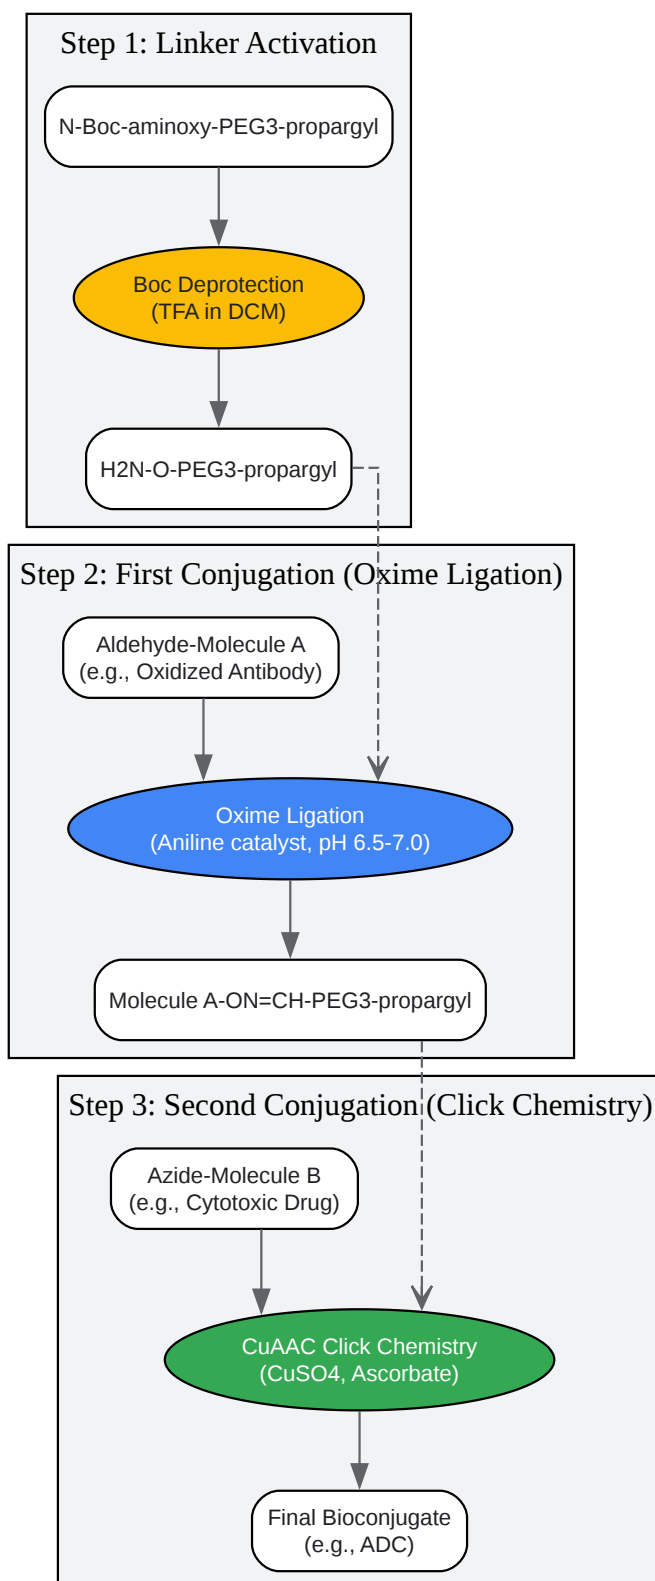 Step 1: Linker Activation
N-Boc-aminoxy-PEG3-propargyl
Boc Deprotection
(TFA in DCM)
H2N-O-PEG3-propargyl
Step 2: First Conjugation (Oxime Ligation)
Aldehyde-Molecule A
(e.g., Oxidized Antibody)
Oxime Ligation
(Aniline catalyst, pH 6.5-7.0)
Molecule A-ON=CH-PEG3-propargyl
Step 3: Second Conjugation (Click Chemistry)
Azide-Molecule B
(e.g., Cytotoxic Drug)
CuAAC Click Chemistry
(CuSO4, Ascorbate)
Final Bioconjugate
(e.g., ADC)